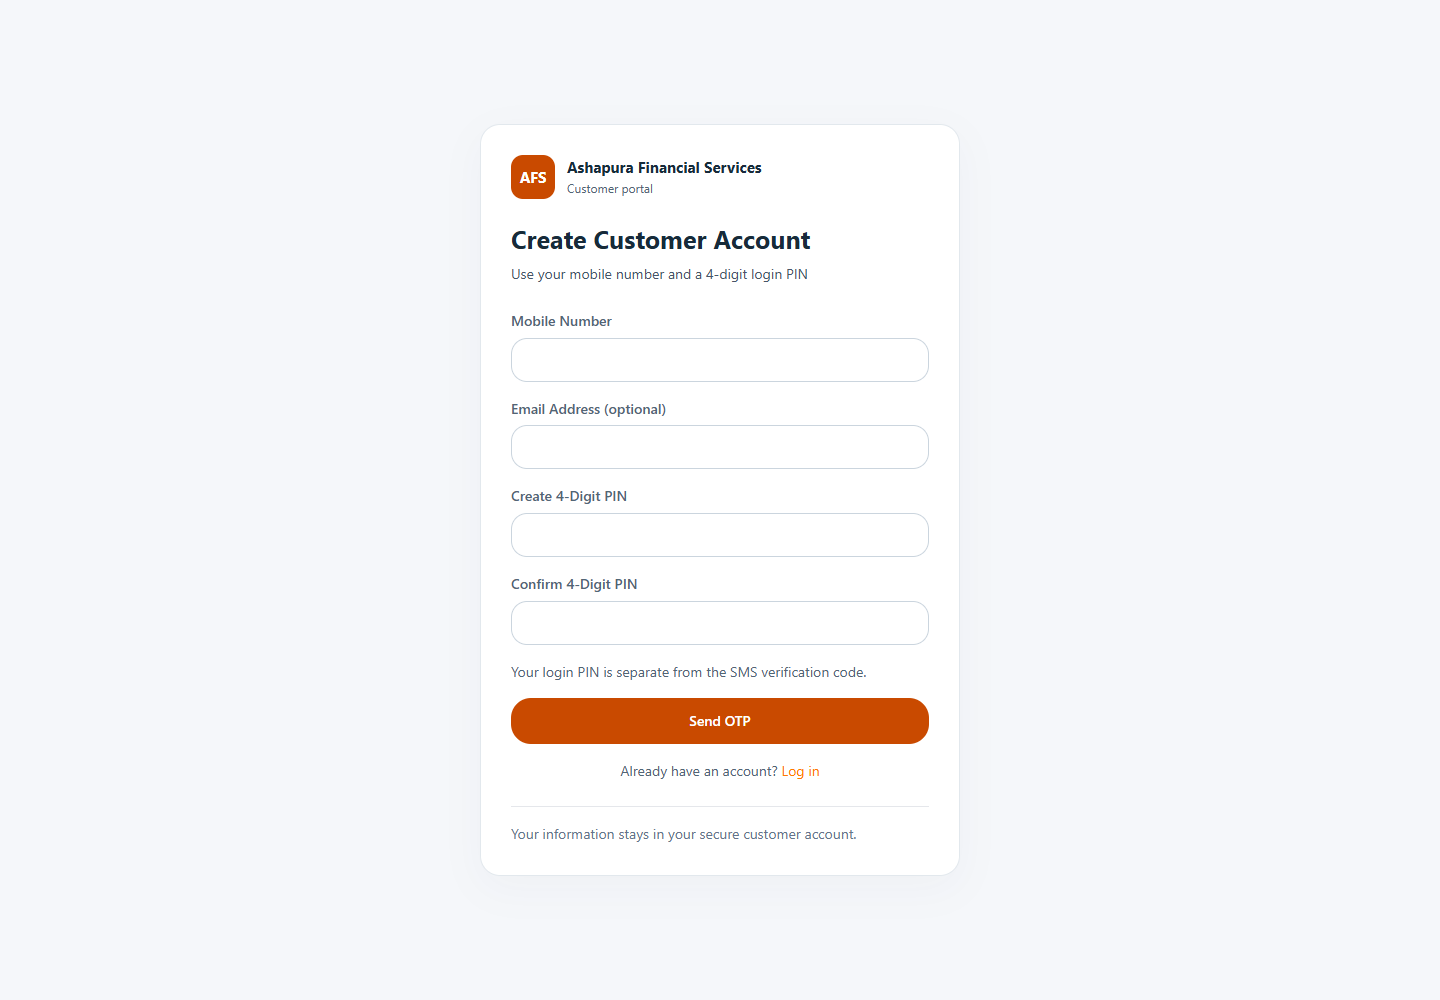 AFS
Ashapura Financial Services
Customer portal
Create Customer Account
Use your mobile number and a 4-digit login PIN
Mobile Number
Email Address (optional)
Create 4-Digit PIN
Confirm 4-Digit PIN
Your login PIN is separate from the SMS verification code.
Send OTP
Already have an account? Log in
Your information stays in your secure customer account.